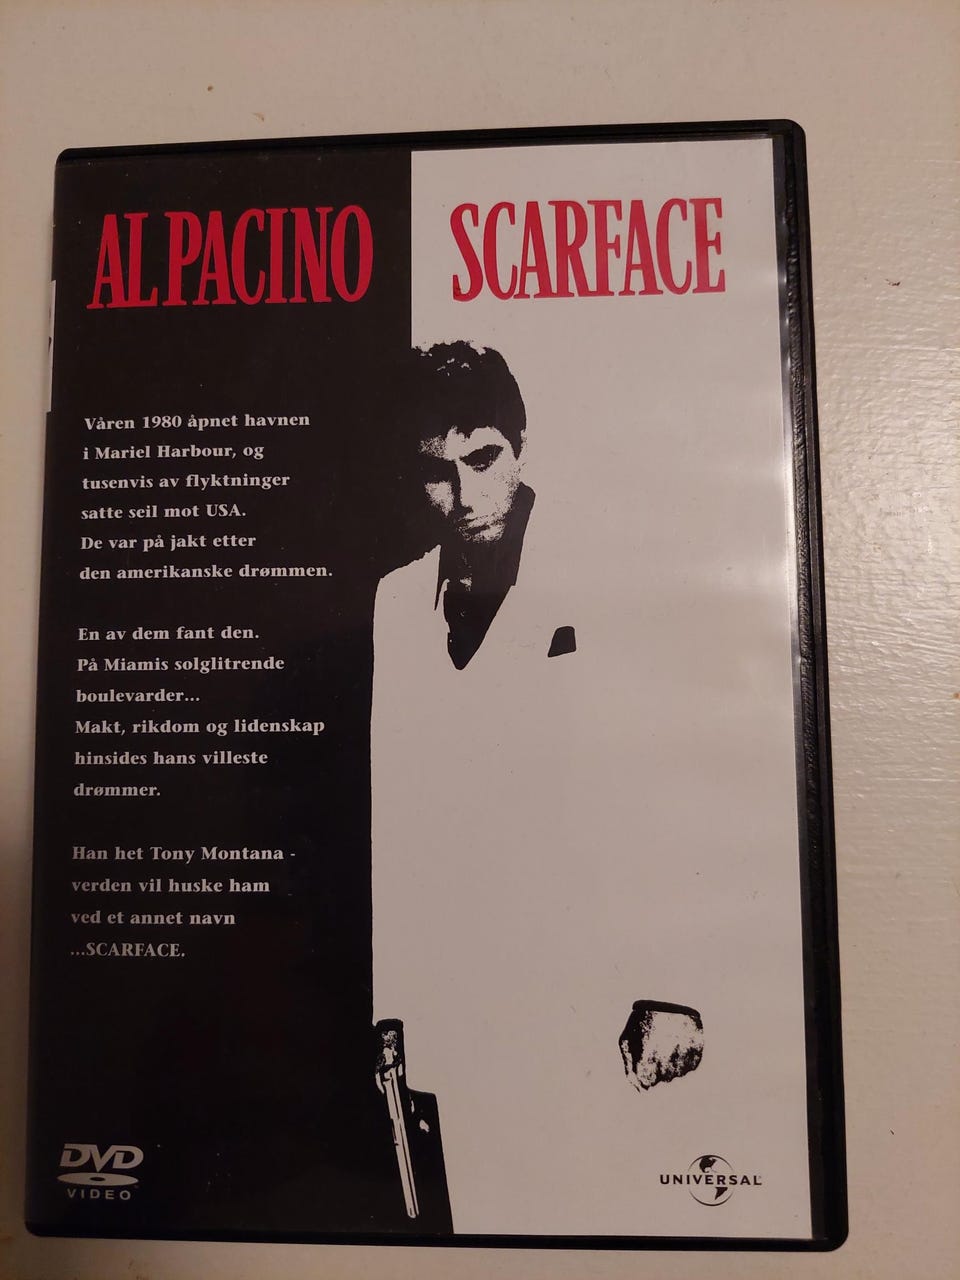 AL PACINO
SCARFACE
Våren 1980 åpnet havnen
i Mariel Harbour, og
tusenvis av flyktninger
satte seil mot USA.
De var på jakt etter
den amerikanske drømmen.
En av dem fant den.
På Miamis solglitrende
boulevarder...
Makt, rikdom og lidenskap
hinsides hans villeste
drømmer.
Han het Tony Montana -
verden vil huske ham
ved et annet navn
...SCARFACE.
DVD
VIDEO
UNIVERSAL